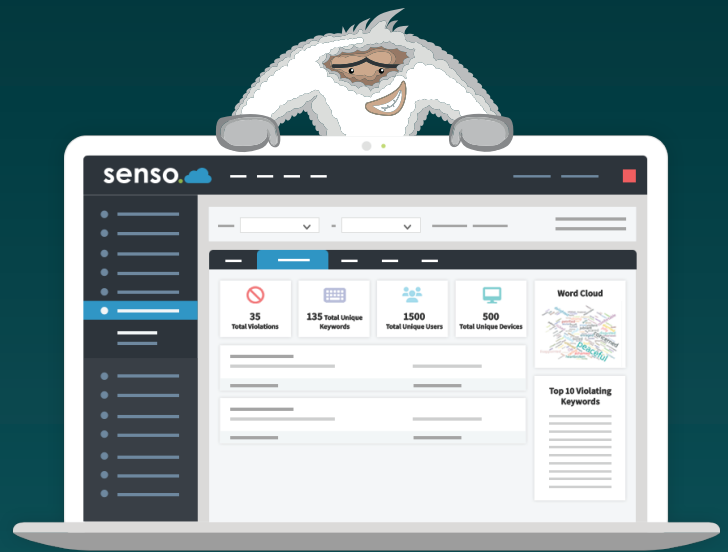 senso.
35
Total Violations
135 Total Unique
Keywords
1500
Total Unique Users
500
Total Unique Devices
Word Cloud
peaceful
Top 10 Violating
Keywords